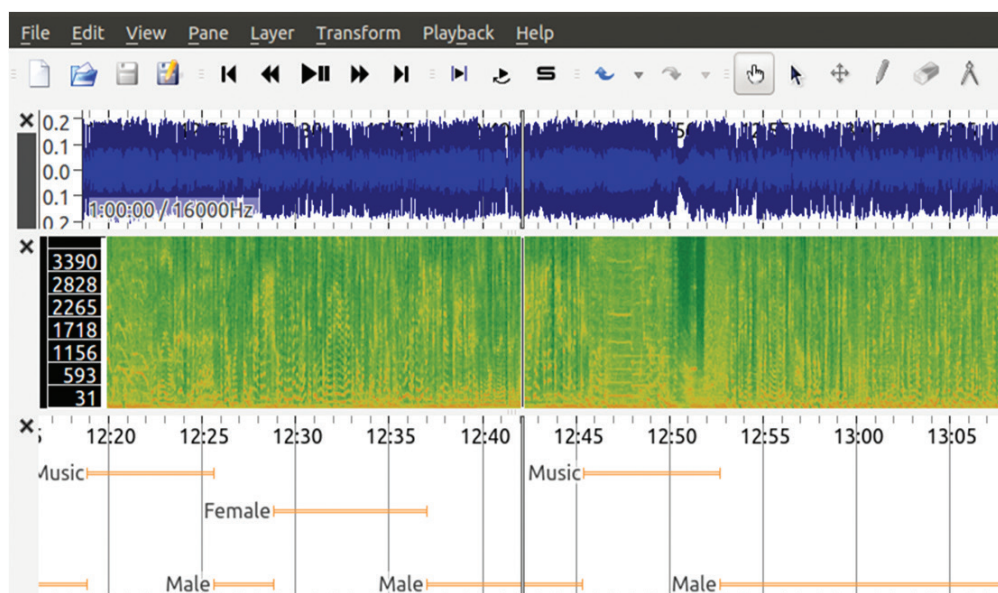 File Edit View Pane Layer Transform Playback Help
0.2
0.1
0.0
0.1
0.2
1:00:00 / 16000Hz
3390
2828
2265
1718
1156
593
31
12:20 12:25 12:30 12:35 12:40 12:45 12:50 12:55 13:00 13:05
Music Music
Female
Male Male Male